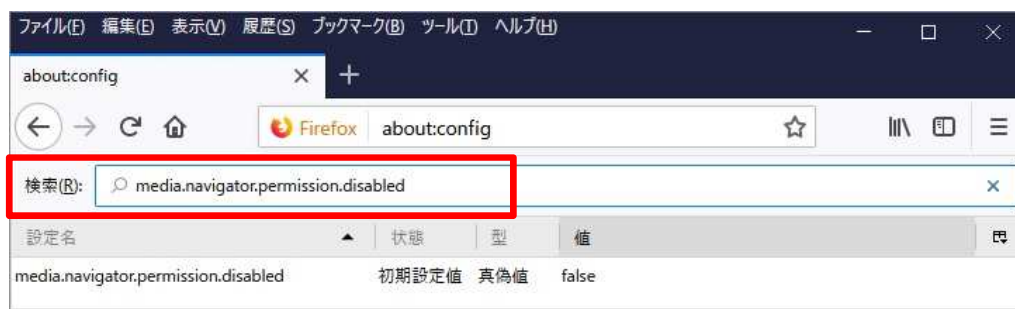 ファイル(F) 編集(E) 表示(V) 履歴(S) ブックマーク(B) ツール(T) ヘルプ(H)
about:config
Firefox about:config
検索(R): media.navigator.permission.disabled
設定名 状態 型 値
media.navigator.permission.disabled 初期設定値 真偽値 false